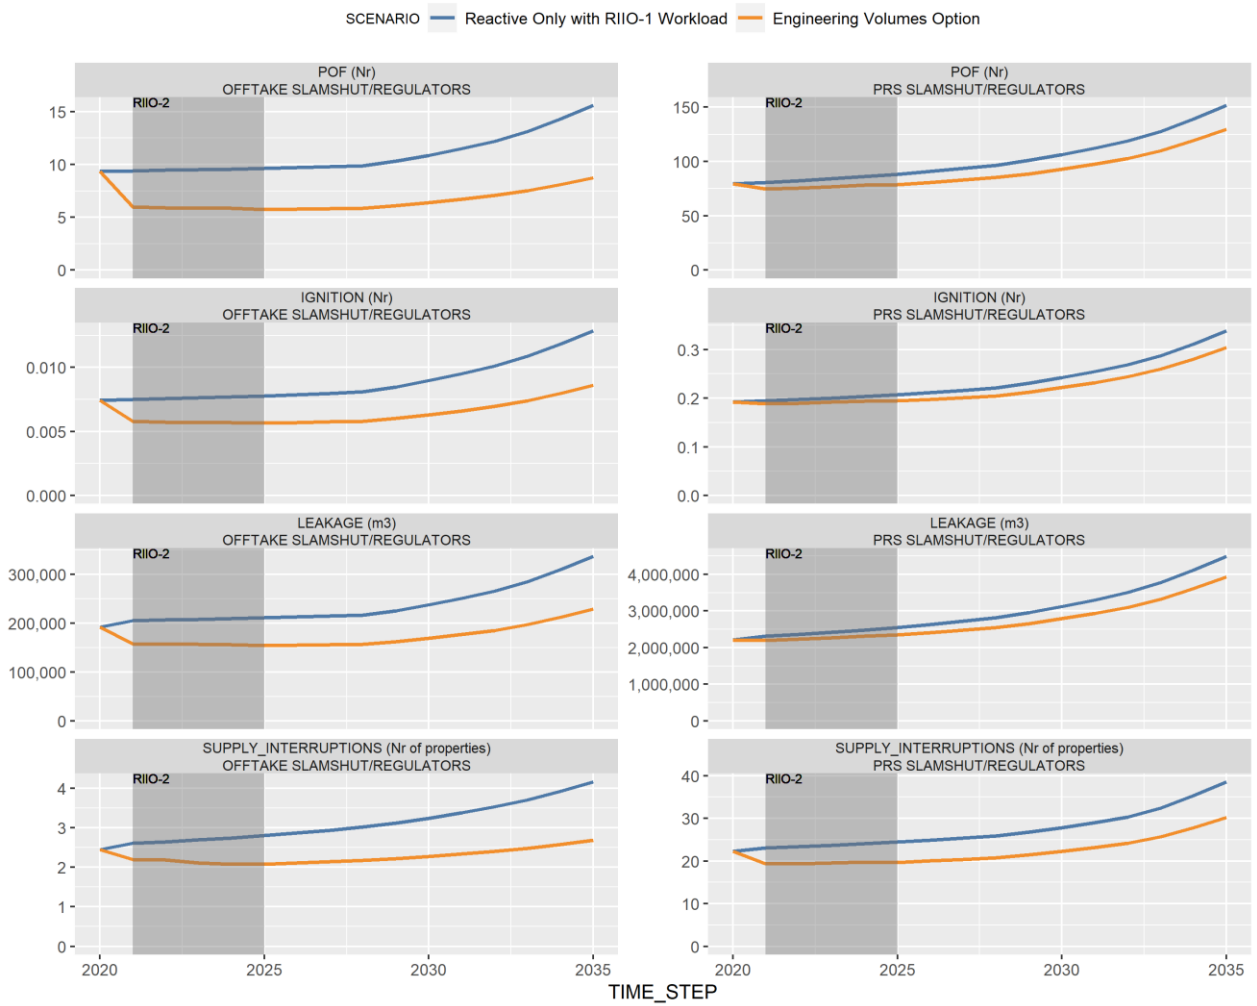 SCENARIO Reactive Only with RIIO-1 Workload Engineering Volumes Option
POF (Nr)
OFFTAKE SLAMSHUT/REGULATORS
RIIO-2
15
10
5
0
POF (Nr)
PRS SLAMSHUT/REGULATORS
RIIO-2
150
100
50
0
IGNITION (Nr)
OFFTAKE SLAMSHUT/REGULATORS
RIIO-2
0.010
0.005
0.000
IGNITION (Nr)
PRS SLAMSHUT/REGULATORS
RIIO-2
0.3
0.2
0.1
0.0
LEAKAGE (m3)
OFFTAKE SLAMSHUT/REGULATORS
RIIO-2
300,000
200,000
100,000
0
LEAKAGE (m3)
PRS SLAMSHUT/REGULATORS
RIIO-2
4,000,000
3,000,000
2,000,000
1,000,000
0
SUPPLY_INTERRUPTIONS (Nr of properties)
OFFTAKE SLAMSHUT/REGULATORS
RIIO-2
4
3
2
1
0
2020 2025 2030 2035
SUPPLY_INTERRUPTIONS (Nr of properties)
PRS SLAMSHUT/REGULATORS
RIIO-2
40
30
20
10
0
2020 2025 2030 2035
TIME_STEP